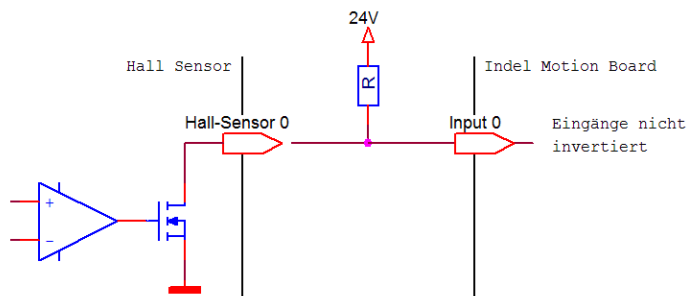 24V
Hall Sensor
R
Indel Motion Board
Hall-Sensor 0
Input 0
Eingänge nicht
invertiert
+
-